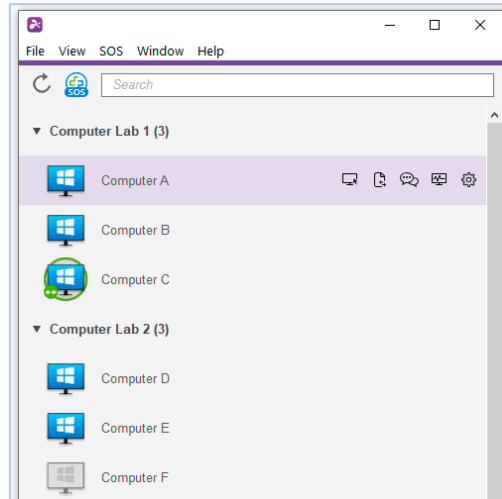 File View SOS Window Help
SOS Search
Computer Lab 1 (3)
Computer A
Computer B
Computer C
Computer Lab 2 (3)
Computer D
Computer E
Computer F